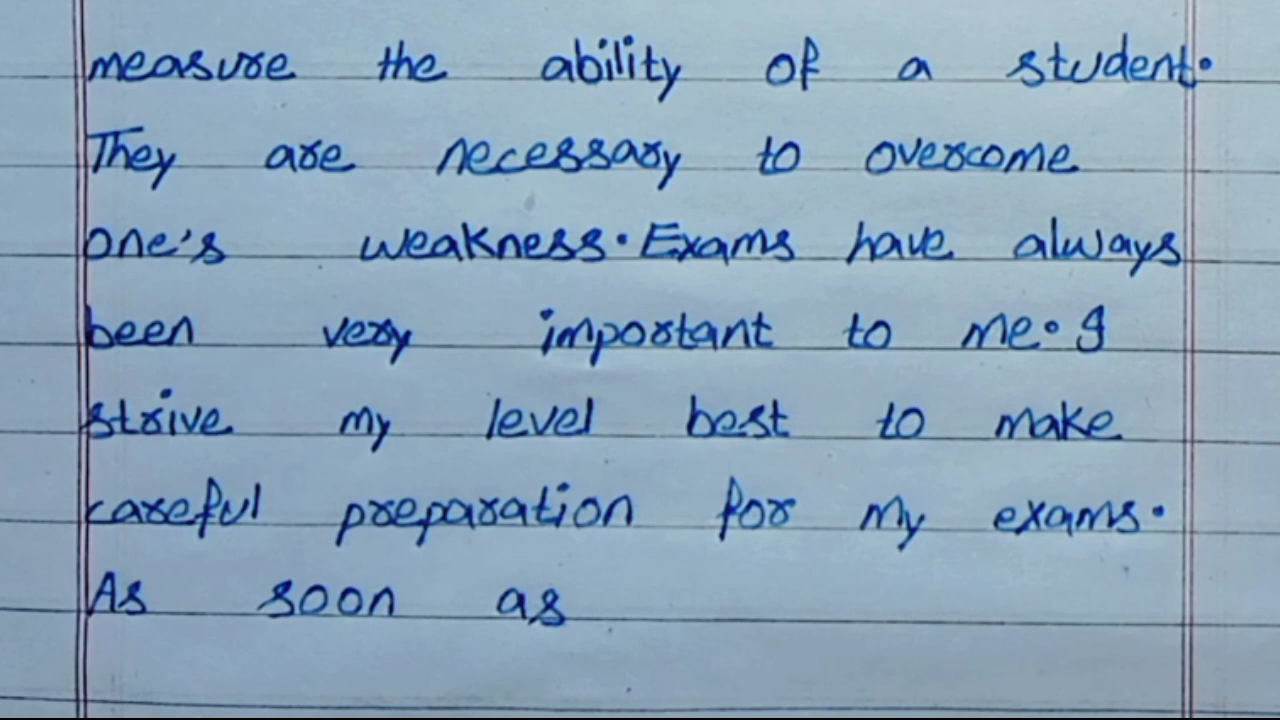 measure the ability of a student.
They are necessary to overcome
one's weakness. Exams have always
been very important to me. I
strive my level best to make
careful preparation for my exams.
As soon as